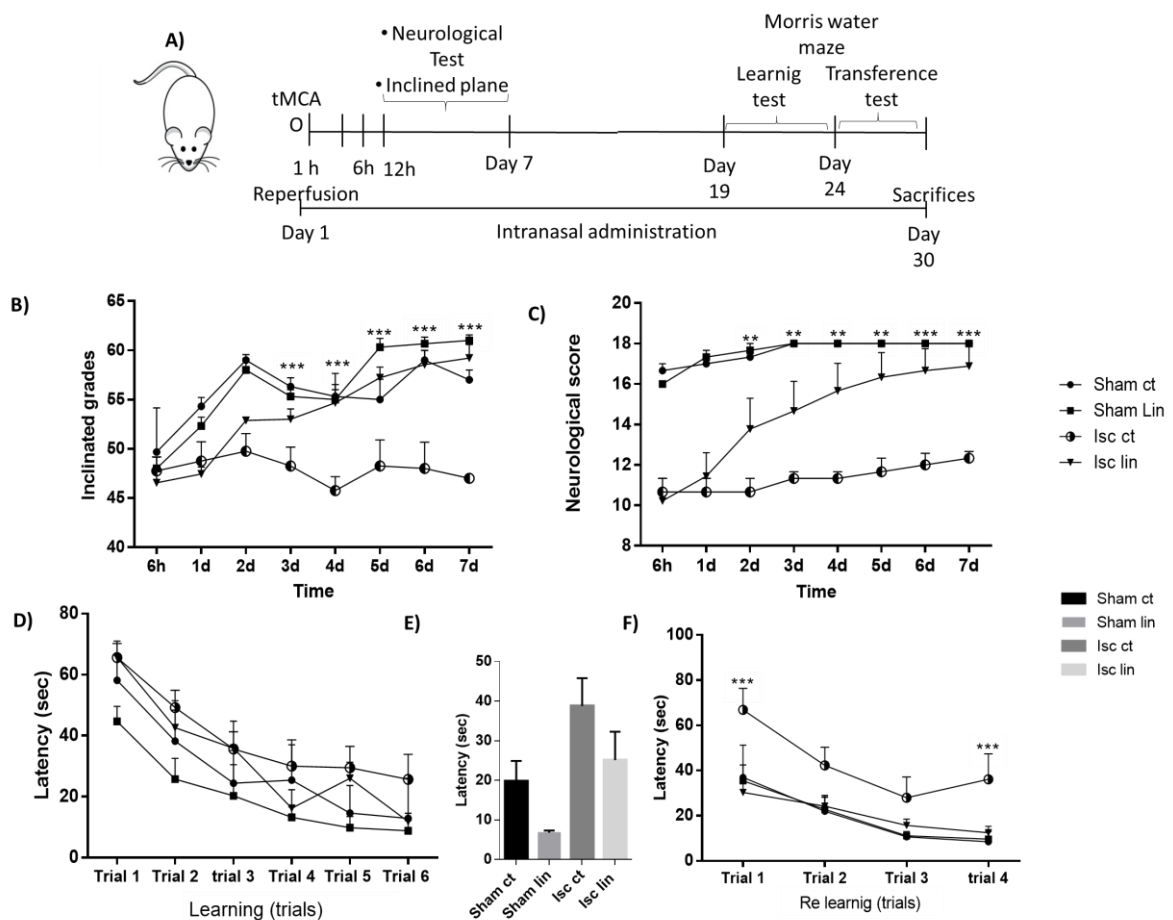 A)
• Neurological
Test
• Inclined plane
Morris water
maze
Learnig
test
Transference
test
tMCA
O
1 h
6h
12h
Day 7
Day
19
Day
24
Reperfusion
Sacrifices
Day 1
Intranasal administration
Day
30
B)
Inclinated grades
65
60
55
50
45
40
*** *** *** *** ***
6h 1d 2d 3d 4d 5d 6d 7d
Time
C)
Neurological score
20
18
16
14
12
10
8
** ** ** ** *** ***
6h 1d 2d 3d 4d 5d 6d 7d
Time
Sham ct
Sham Lin
Isc ct
Isc lin
D)
Latency (sec)
80
60
40
20
0
Trial 1 Trial 2 trial 3 Trial 4 Trial 5 Trial 6
Learning (trials)
E)
Latency (sec)
50
40
30
20
10
0
Sham ct Sham lin Isc ct Isc lin
F)
Latency (sec)
100
80
60
40
20
0
*** ***
Trial 1 Trial 2 Trial 3 trial 4
Re learnig (trials)
Sham ct
Sham lin
Isc ct
Isc lin